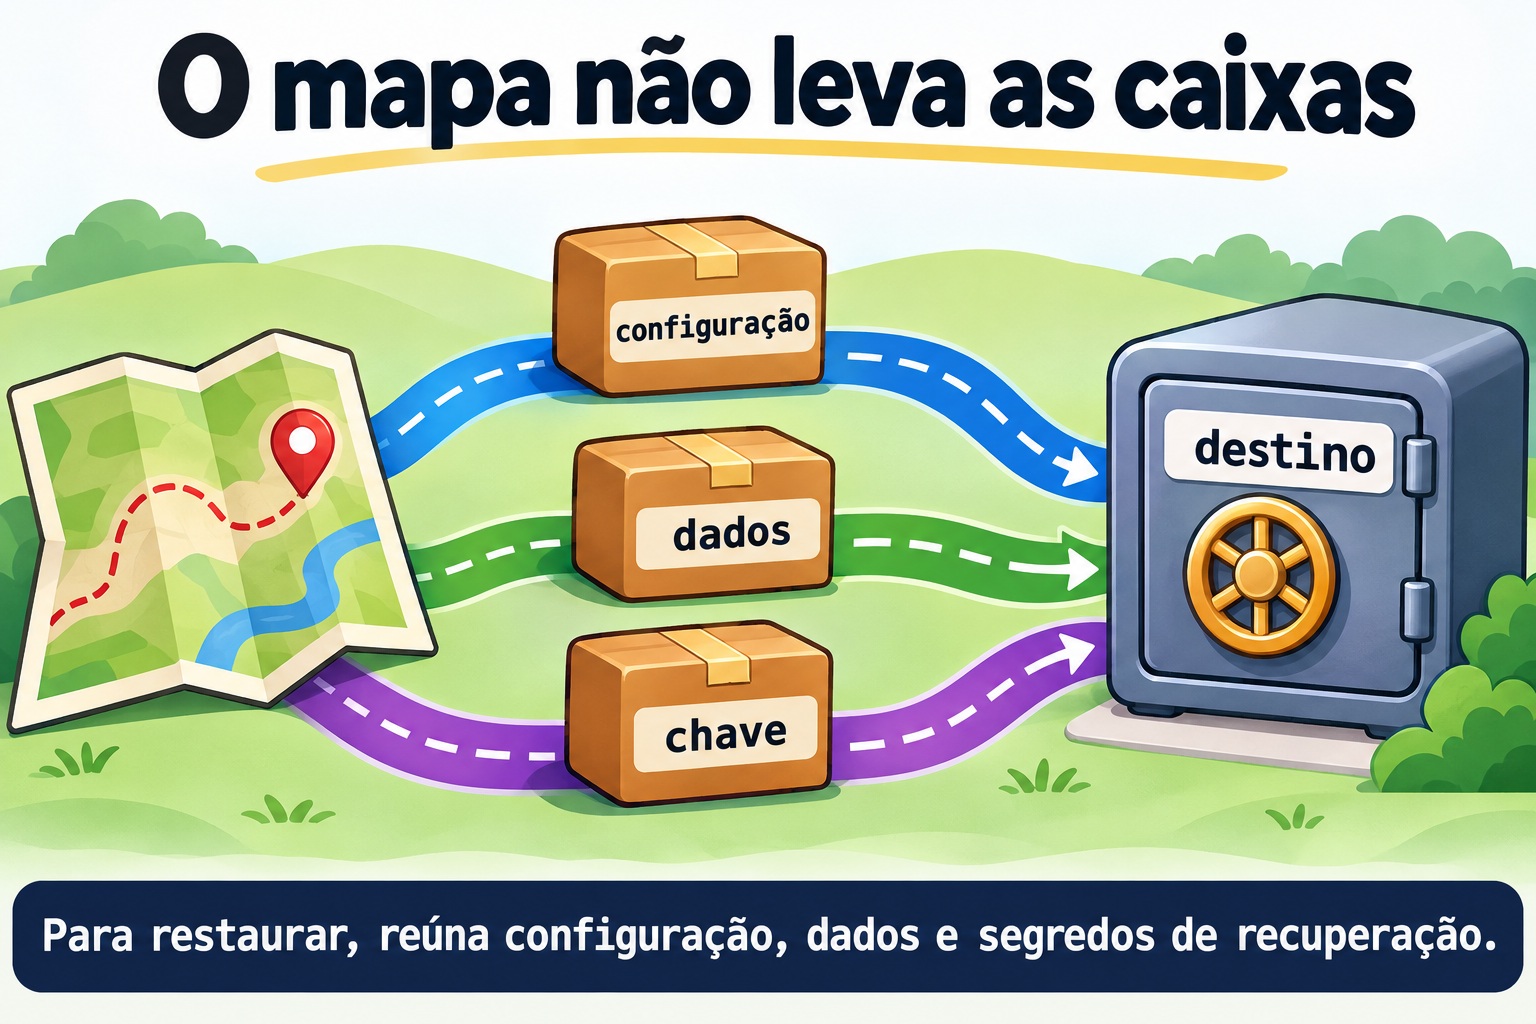 O mapa não leva as caixas
configuração
dados
chave
destino
Para restaurar, reúna configuração, dados e segredos de recuperação.